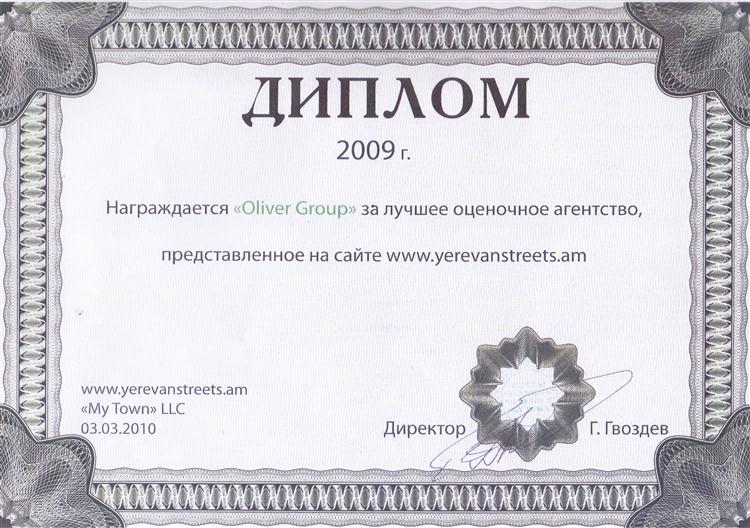 ДИПЛОМ
2009 г.
Награждается «Oliver Group» за лучшее оценочное агентство,
представленное на сайте www.yerevanstreets.am
www.yerevanstreets.am
«My Town» LLC
03.03.2010
Директор
Г. Гвоздев